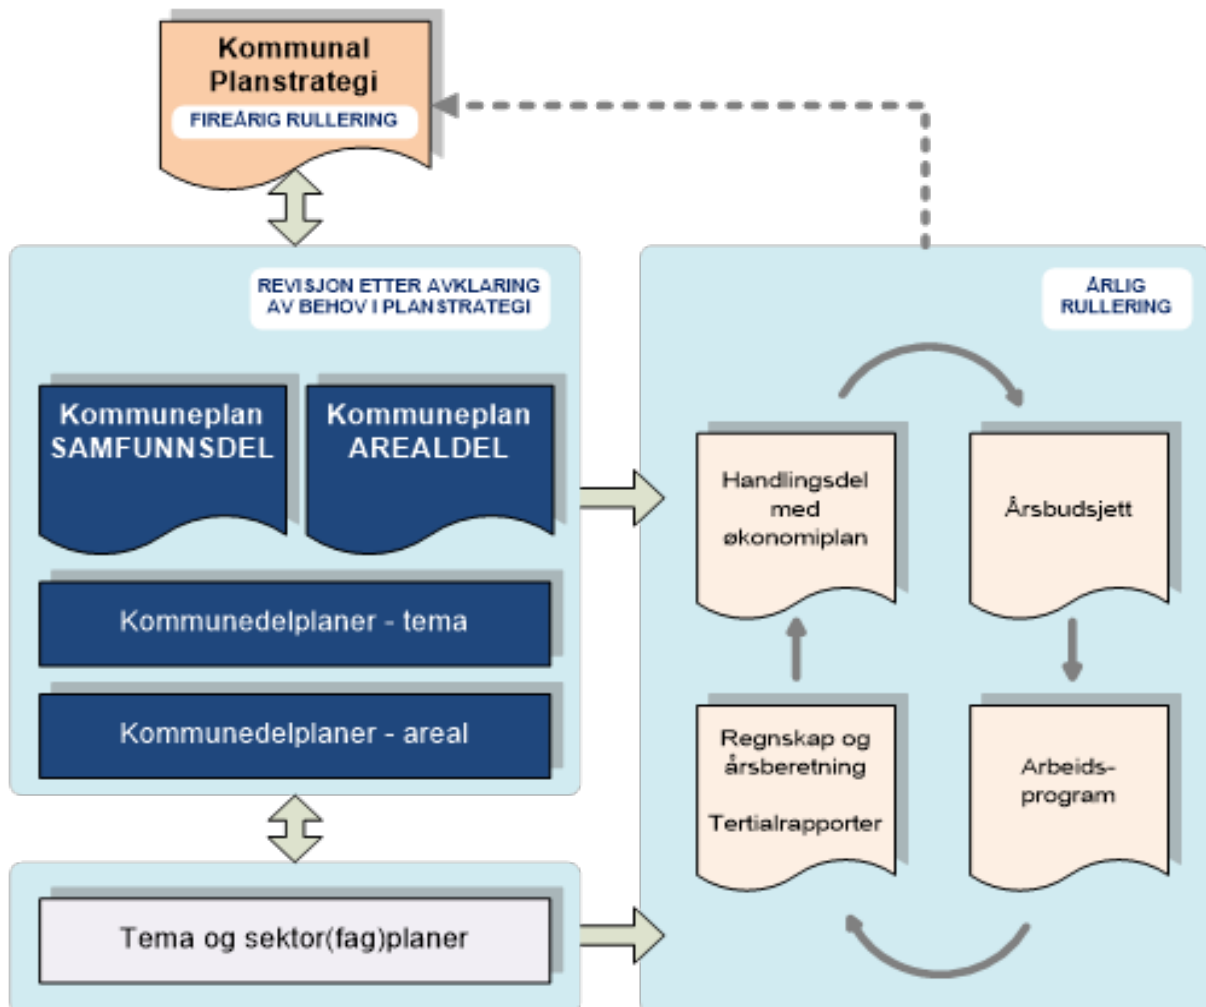 Kommunal
Planstrategi
FIREÅRIG RULLERING
REVISJON ETTER AVKLARING
AV BEHOV I PLANSTRATEGI
Kommuneplan
SAMFUNNSDEL
Kommuneplan
AREALDEL
Kommunedelplaner - tema
Kommunedelplaner - areal
Tema og sektor(fag)planer
ÅRLIG
RULLERING
Handlingsdel
med
økonomiplan
Årsbudsjett
Arbeids-
program
Regnskap og
årsberetning
Tertialrapporter